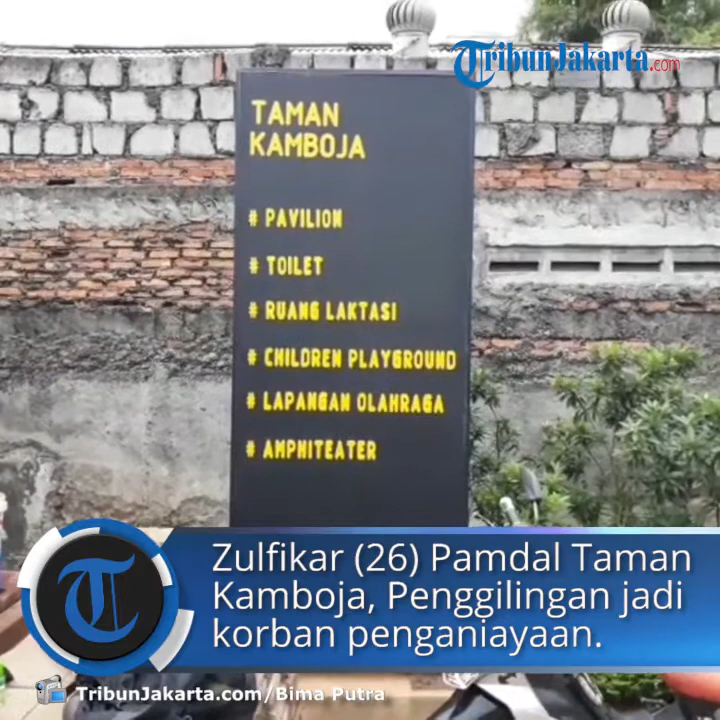 TribunJakarta.com
TAMAN
KAMBOJA
# PAVILION
# TOILET
# RUANG LAKTASI
# CHILDREN PLAYGROUND
# LAPANGAN OLAHRAGA
# AMPHITEATER
Zulfikar (26) Pamdal Taman
Kamboja, Penggilingan jadi
korban penganiayaan.
T
TribunJakarta.com/Bima Putra